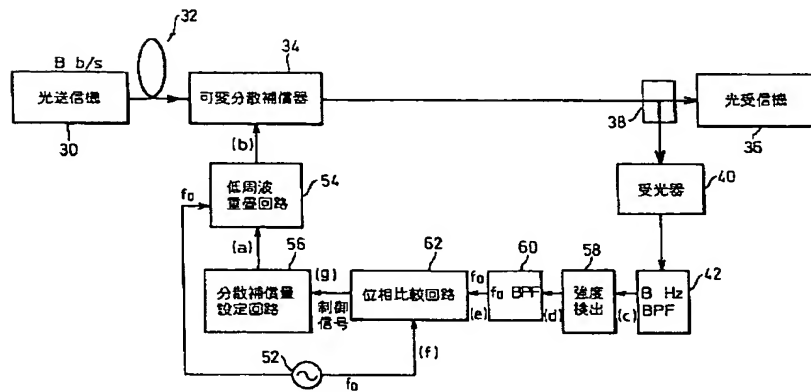 32
B b/s
光送信機
30
34
可変分散補償器
38
光受信機
36
(b)
低周波
重畳回路
54
f₀
(a)
56
分散補償量
設定回路
(g)
制御
信号
62
位相比較回路
f₀
(e)
60
f₀ BPF
(d)
58
強度
検出
(c)
42
B Hz
BPF
受光器
40
52
f₀
(f)